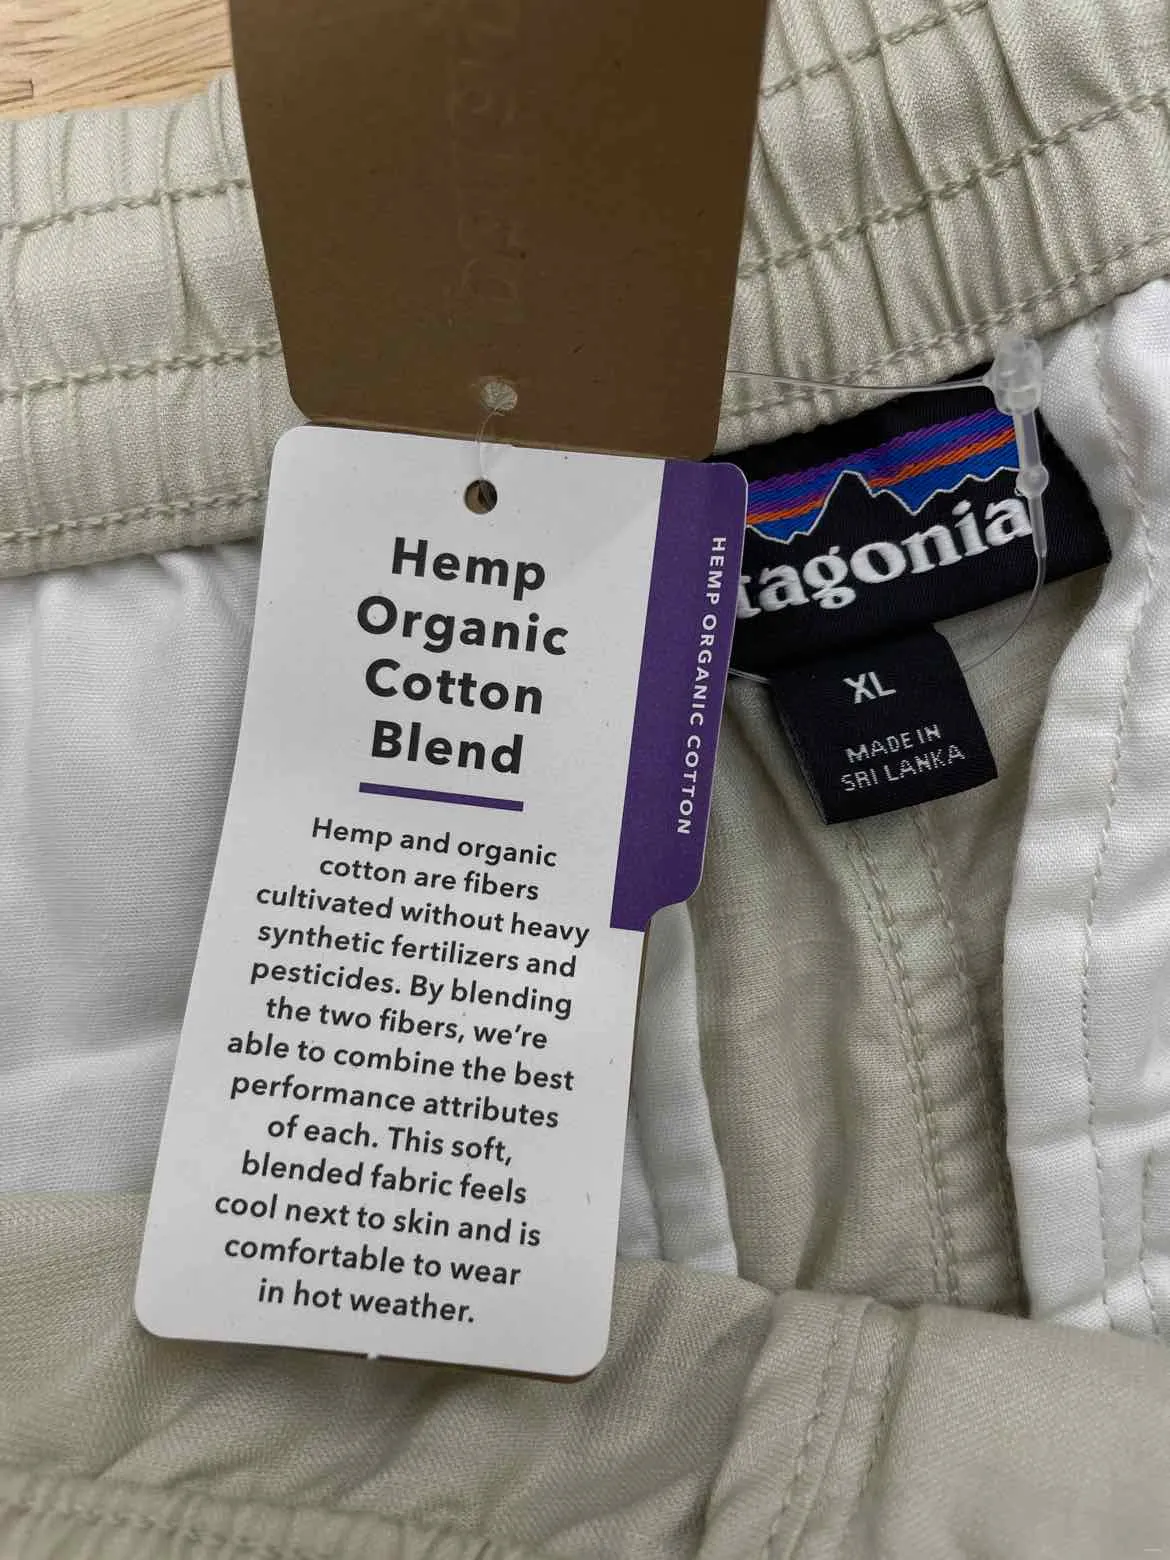 Hemp
Organic
Cotton
Blend
Hemp and organic
cotton are fibers
cultivated without heavy
synthetic fertilizers and
pesticides. By blending
the two fibers, we’re
able to combine the best
performance attributes
of each. This soft,
blended fabric feels
cool next to skin and is
comfortable to wear
in hot weather.
HEMP ORGANIC COTTON
tagonia
XL
MADE IN
SRI LANKA